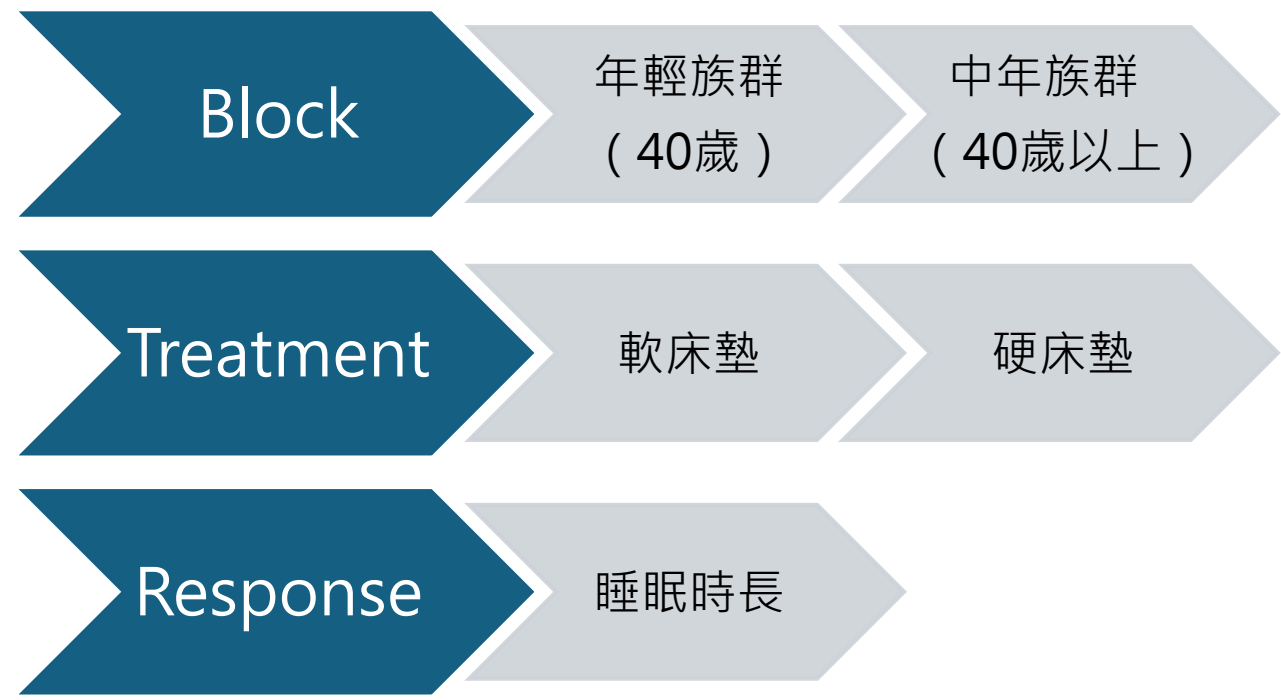 Block
年輕族群
（40歲）
中年族群
（40歲以上）
Treatment
軟床墊
硬床墊
Response
睡眠時長